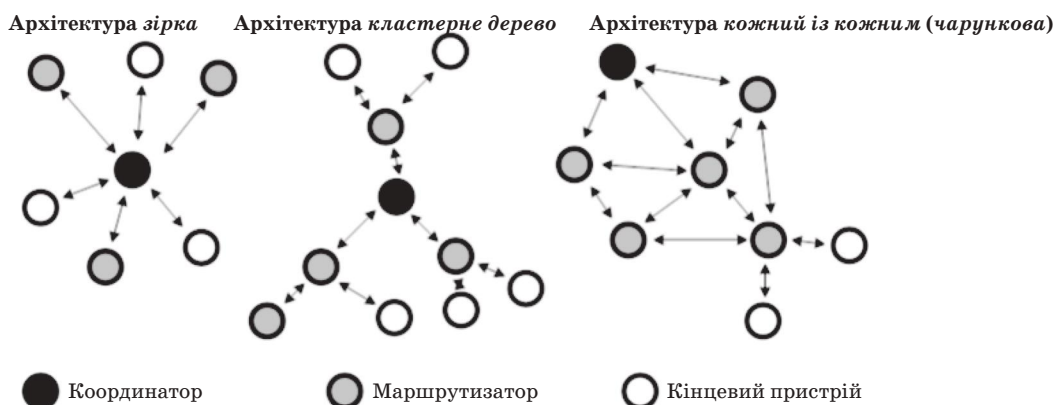 Архітектура зірка Архітектура кластерне дерево Архітектура кожний із кожним (чарункова)
Координатор Маршрутизатор Кінцевий пристрій